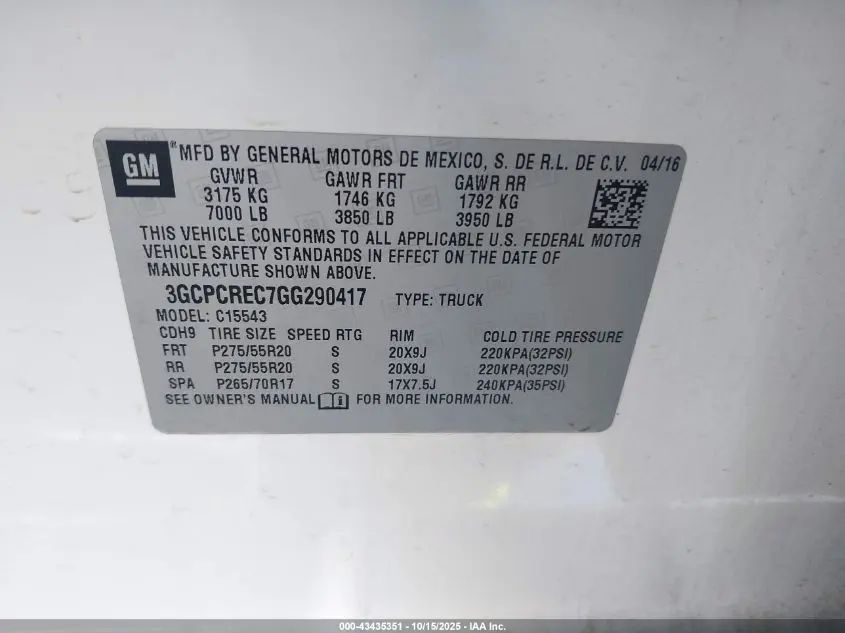 GM ® MFD BY GENERAL MOTORS DE MEXICO, S. DE R.L. DE C.V. 04/16
GVWR GAWR FRT GAWR RR
3175 KG 1746 KG 1792 KG
7000 LB 3850 LB 3950 LB
THIS VEHICLE CONFORMS TO ALL APPLICABLE U.S. FEDERAL MOTOR
VEHICLE SAFETY STANDARDS IN EFFECT ON THE DATE OF
MANUFACTURE SHOWN ABOVE.
3GCPCREC7GG290417 TYPE: TRUCK
MODEL: C15543
CDH9 TIRE SIZE SPEED RTG RIM COLD TIRE PRESSURE
FRT P275/55R20 S 20X9J 220KPA(32PSI)
RR P275/55R20 S 20X9J 220KPA(32PSI)
SPA P265/70R17 S 17X7.5J 240KPA(35PSI)
SEE OWNER'S MANUAL i FOR MORE INFORMATION.
000-43435351 | 10/15/2025 - IAA Inc.